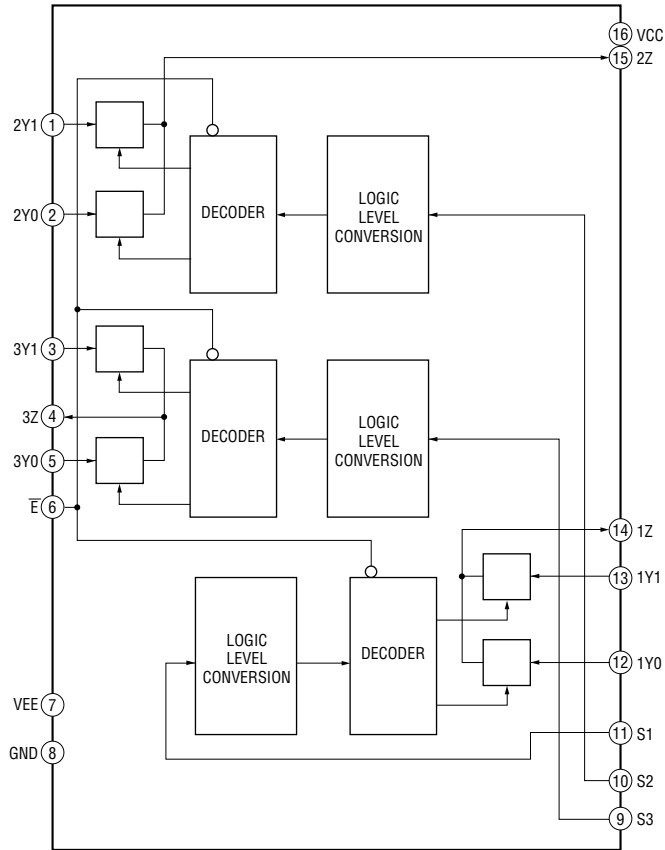 16 VCC
15 2Z
2Y1 1
2Y0 2
DECODER
LOGIC
LEVEL
CONVERSION
3Y1 3
3Z 4
3Y0 5
E̅ 6
DECODER
LOGIC
LEVEL
CONVERSION
14 1Z
13 1Y1
12 1Y0
LOGIC
LEVEL
CONVERSION
DECODER
VEE 7
GND 8
11 S1
10 S2
9 S3